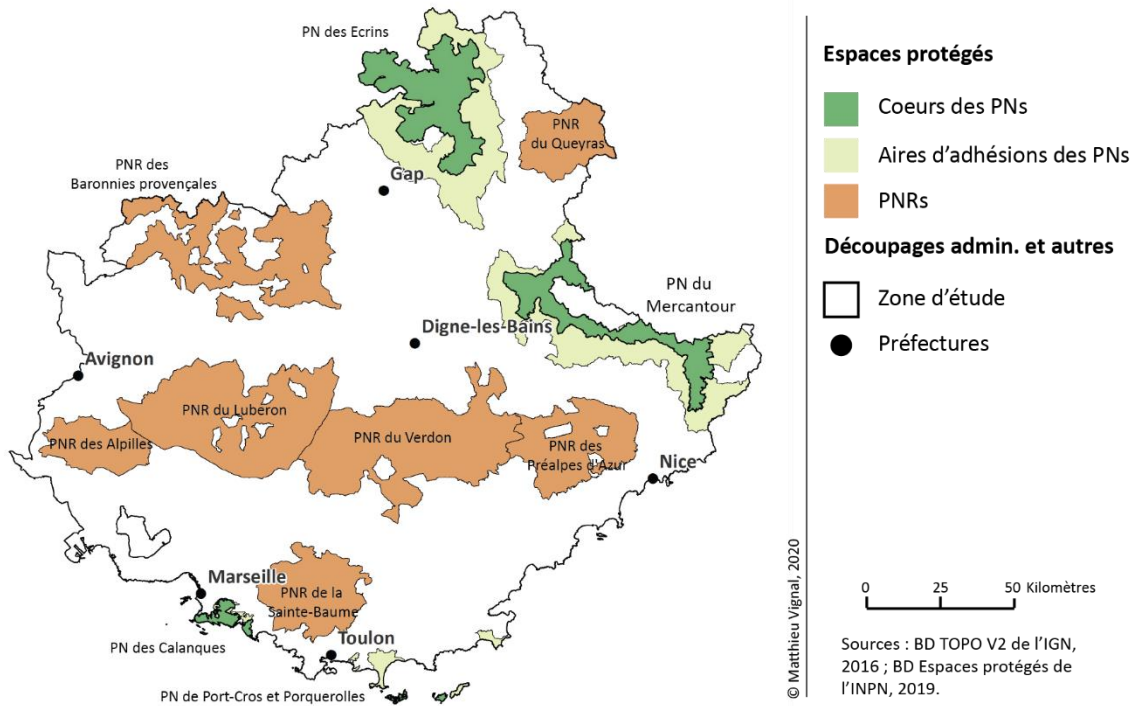 PN des Ecrins
PNR
du Queyras
PNR des
Baronnies provençales
Gap
PN du
Mercantour
Digne-les-Bains
Avignon
PNR du Luberon
PNR des Alpilles
PNR du Verdon
PNR des
Préalpes d'Azur
Nice
Marseille
PNR de la
Sainte-Baume
Toulon
PN des Calanques
PN de Port-Cros et Porquerolles
© Matthieu Vignal, 2020
Espaces protégés
Coeurs des PNs
Aires d'adhésions des PNs
PNRs
Découpages admin. et autres
Zone d'étude
Préfectures
0 25 50 Kilomètres
Sources : BD TOPO V2 de l'IGN,
2016 ; BD Espaces protégés de
l'INPN, 2019.